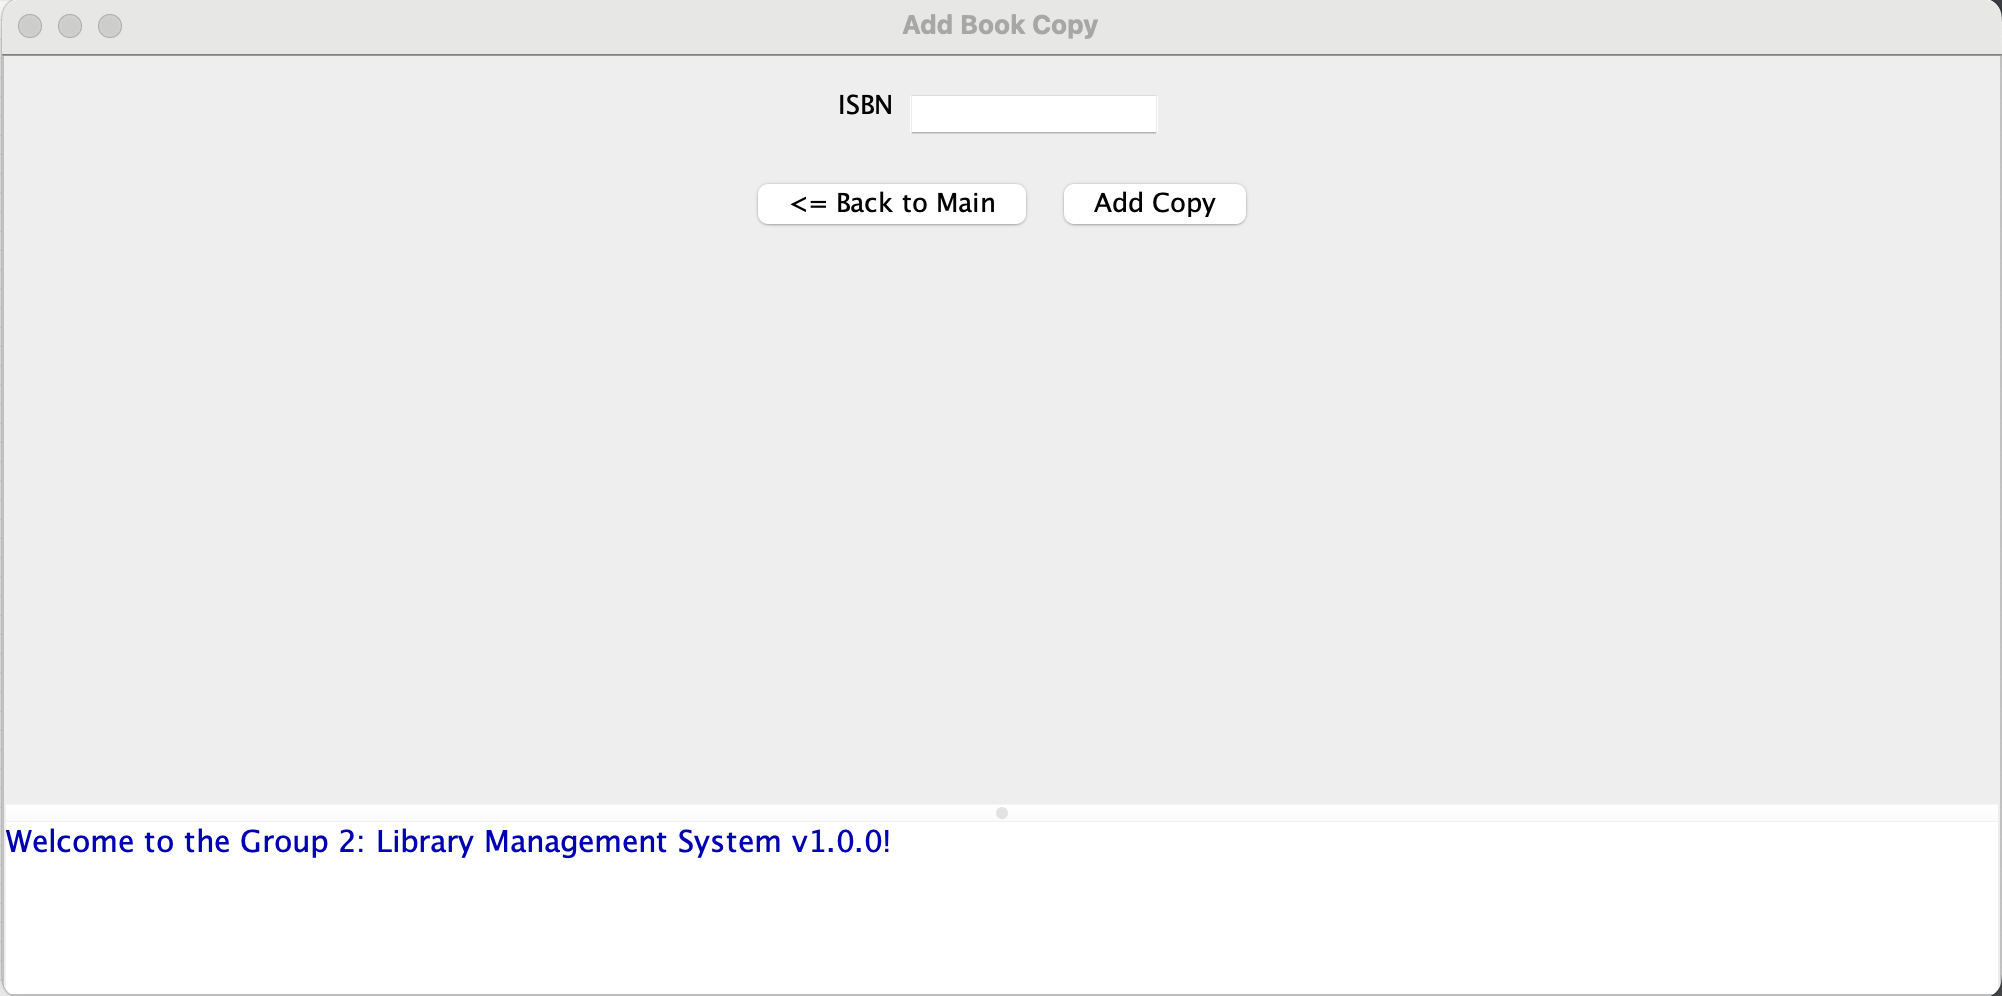 Add Book Copy
ISBN
<= Back to Main Add Copy
Welcome to the Group 2: Library Management System v1.0.0!